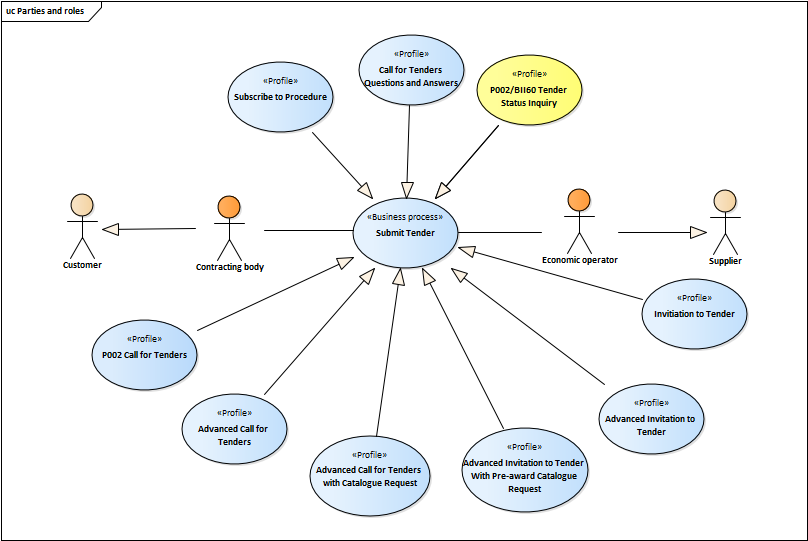 uc Parties and roles
«Profile»
Subscribe to Procedure
«Profile»
Call for Tenders
Questions and Answers
«Profile»
P002/BII60 Tender
Status Inquiry
Customer
Contracting body
«Business process»
Submit Tender
Economic operator
Supplier
«Profile»
Invitiation to Tender
«Profile»
P002 Call for Tenders
«Profile»
Advanced Call for
Tenders
«Profile»
Advanced Call for Tenders
with Catalogue Request
«Profile»
Advanced Invitation to Tender
With Pre-award Catalogue
Request
«Profile»
Advanced Invitation to
Tender